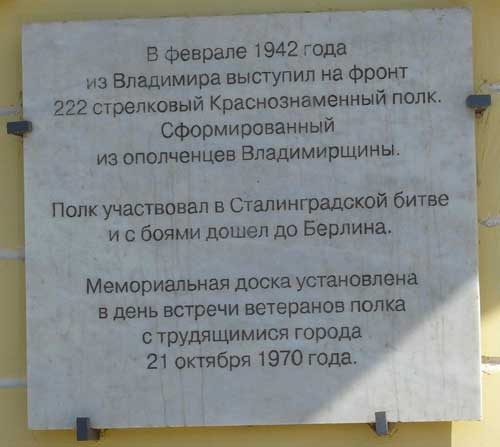 В феврале 1942 года
из Владимира выступил на фронт
222 стрелковый Краснознаменный полк.
Сформированный
из ополченцев Владимирщины.
Полк участвовал в Сталинградской битве
и с боями дошел до Берлина.
Мемориальная доска установлена
в день встречи ветеранов полка
с трудящимися города
21 октября 1970 года.